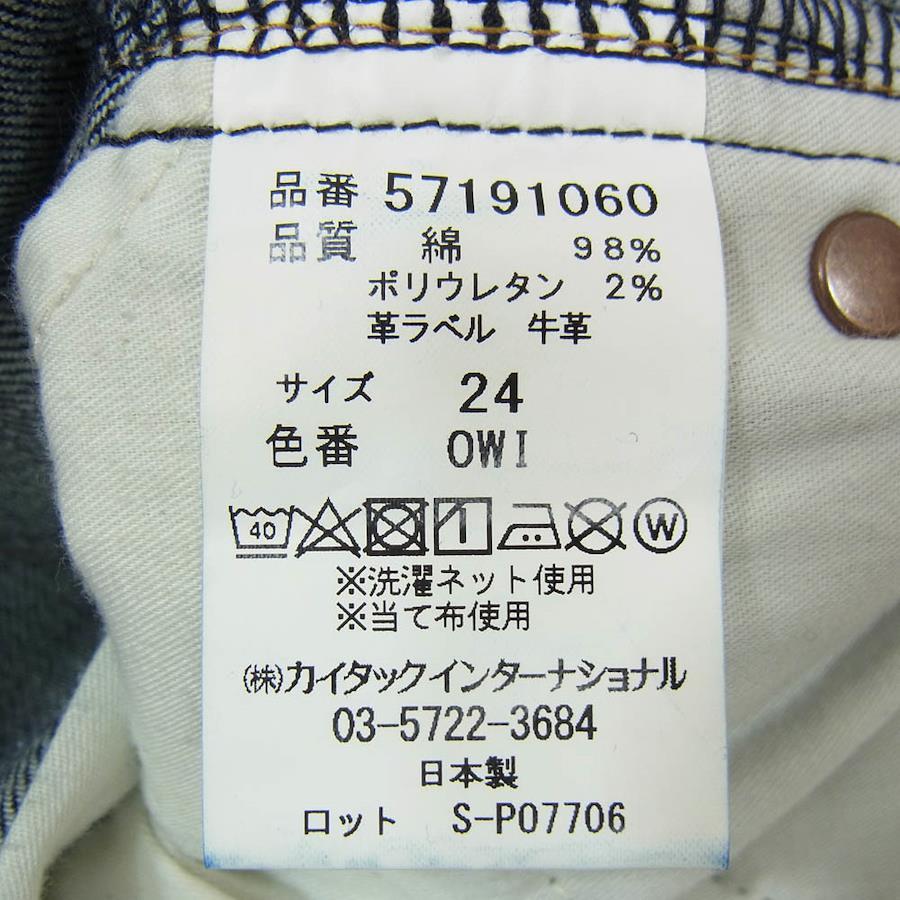 品番 57191060
品質 綿 98%
ポリウレタン 2%
革ラベル 牛革
サイズ 24
色番 OWI
40 W
※洗濯ネット使用
※当て布使用
㈱カイタックインターナショナル
03-5722-3684
日本製
ロット S-P07706